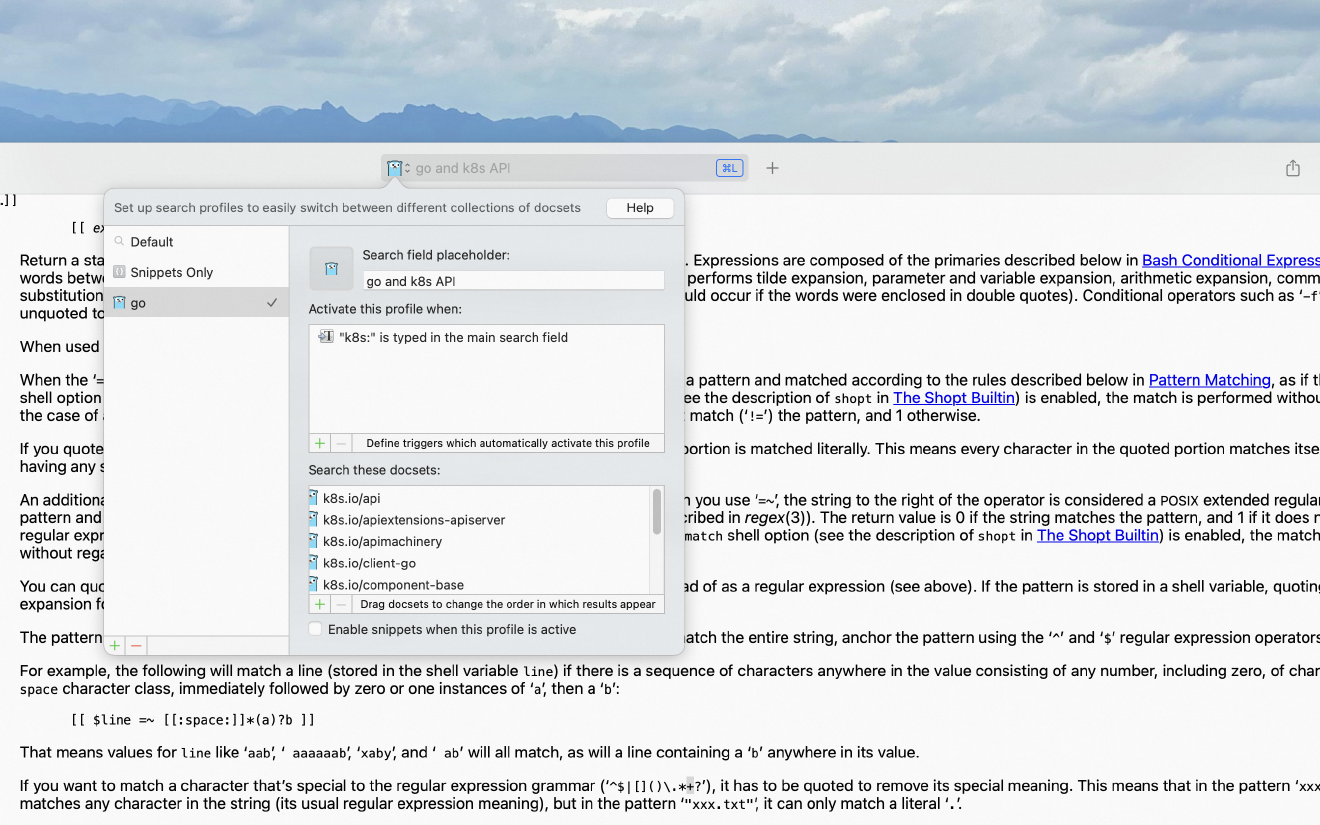 go and k8s API
⌘L
.]]
Set up search profiles to easily switch between different collections of docsets
Help
[[ ex
Default
Snippets Only
go
Search field placeholder:
go and k8s API
Activate this profile when:
"k8s:" is typed in the main search field
Define triggers which automatically activate this profile
Search these docsets:
k8s.io/api
k8s.io/apiextensions-apiserver
k8s.io/apimachinery
k8s.io/client-go
k8s.io/component-base
Drag docsets to change the order in which results appear
Enable snippets when this profile is active
Return a sta . Expressions are composed of the primaries described below in Bash Conditional Express
words betw performs tilde expansion, parameter and variable expansion, arithmetic expansion, comm
substitution uld occur if the words were enclosed in double quotes). Conditional operators such as ‘-f’
unquoted to
When used
When the ‘= a pattern and matched according to the rules described below in Pattern Matching, as if th
shell option ee the description of shopt in The Shopt Builtin) is enabled, the match is performed withou
the case of match (‘!=’) the pattern, and 1 otherwise.
If you quote portion is matched literally. This means every character in the quoted portion matches itse
having any s
An additiona n you use ‘=~’, the string to the right of the operator is considered a POSIX extended regular
pattern and cribed in regex(3)). The return value is 0 if the string matches the pattern, and 1 if it does n
regular expr match shell option (see the description of shopt in The Shopt Builtin) is enabled, the match
without rega
You can quo ad of as a regular expression (see above). If the pattern is stored in a shell variable, quoting
expansion fo
The pattern atch the entire string, anchor the pattern using the ‘^’ and ‘$’ regular expression operators
For example, the following will match a line (stored in the shell variable line) if there is a sequence of characters anywhere in the value consisting of any number, including zero, of char
space character class, immediately followed by zero or one instances of ‘a’, then a ‘b’:
[[ $line =~ [[:space:]]*(a)?b ]]
That means values for line like ‘aab’, ‘ aaaaaab’, ‘xaby’, and ‘ ab’ will all match, as will a line containing a ‘b’ anywhere in its value.
If you want to match a character that’s special to the regular expression grammar (‘^$|[]()\.*+?’), it has to be quoted to remove its special meaning. This means that in the pattern ‘xxx
matches any character in the string (its usual regular expression meaning), but in the pattern ‘"xxx.txt"’, it can only match a literal ‘.’.